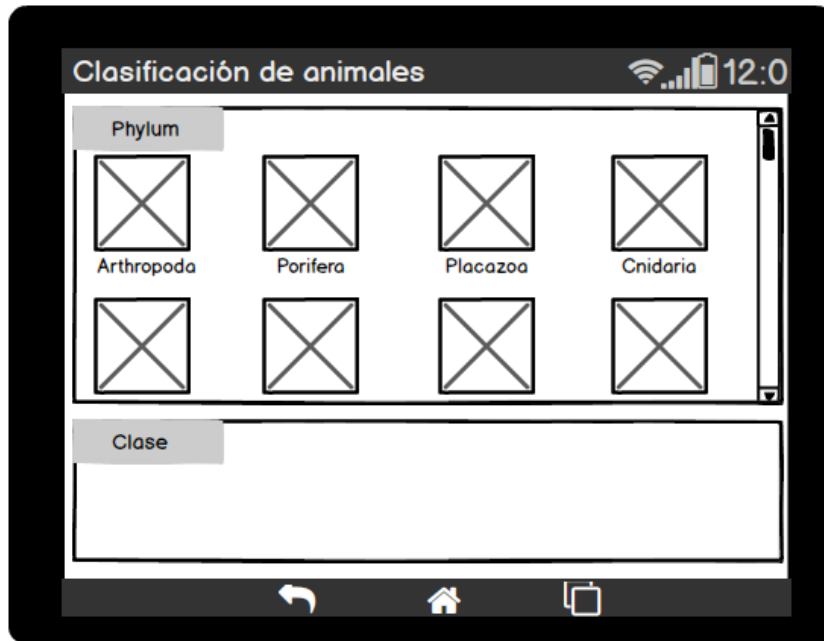 Clasificación de animales 12:0
Phylum
Arthropoda Porifera Placazoa Cnidaria
Clase